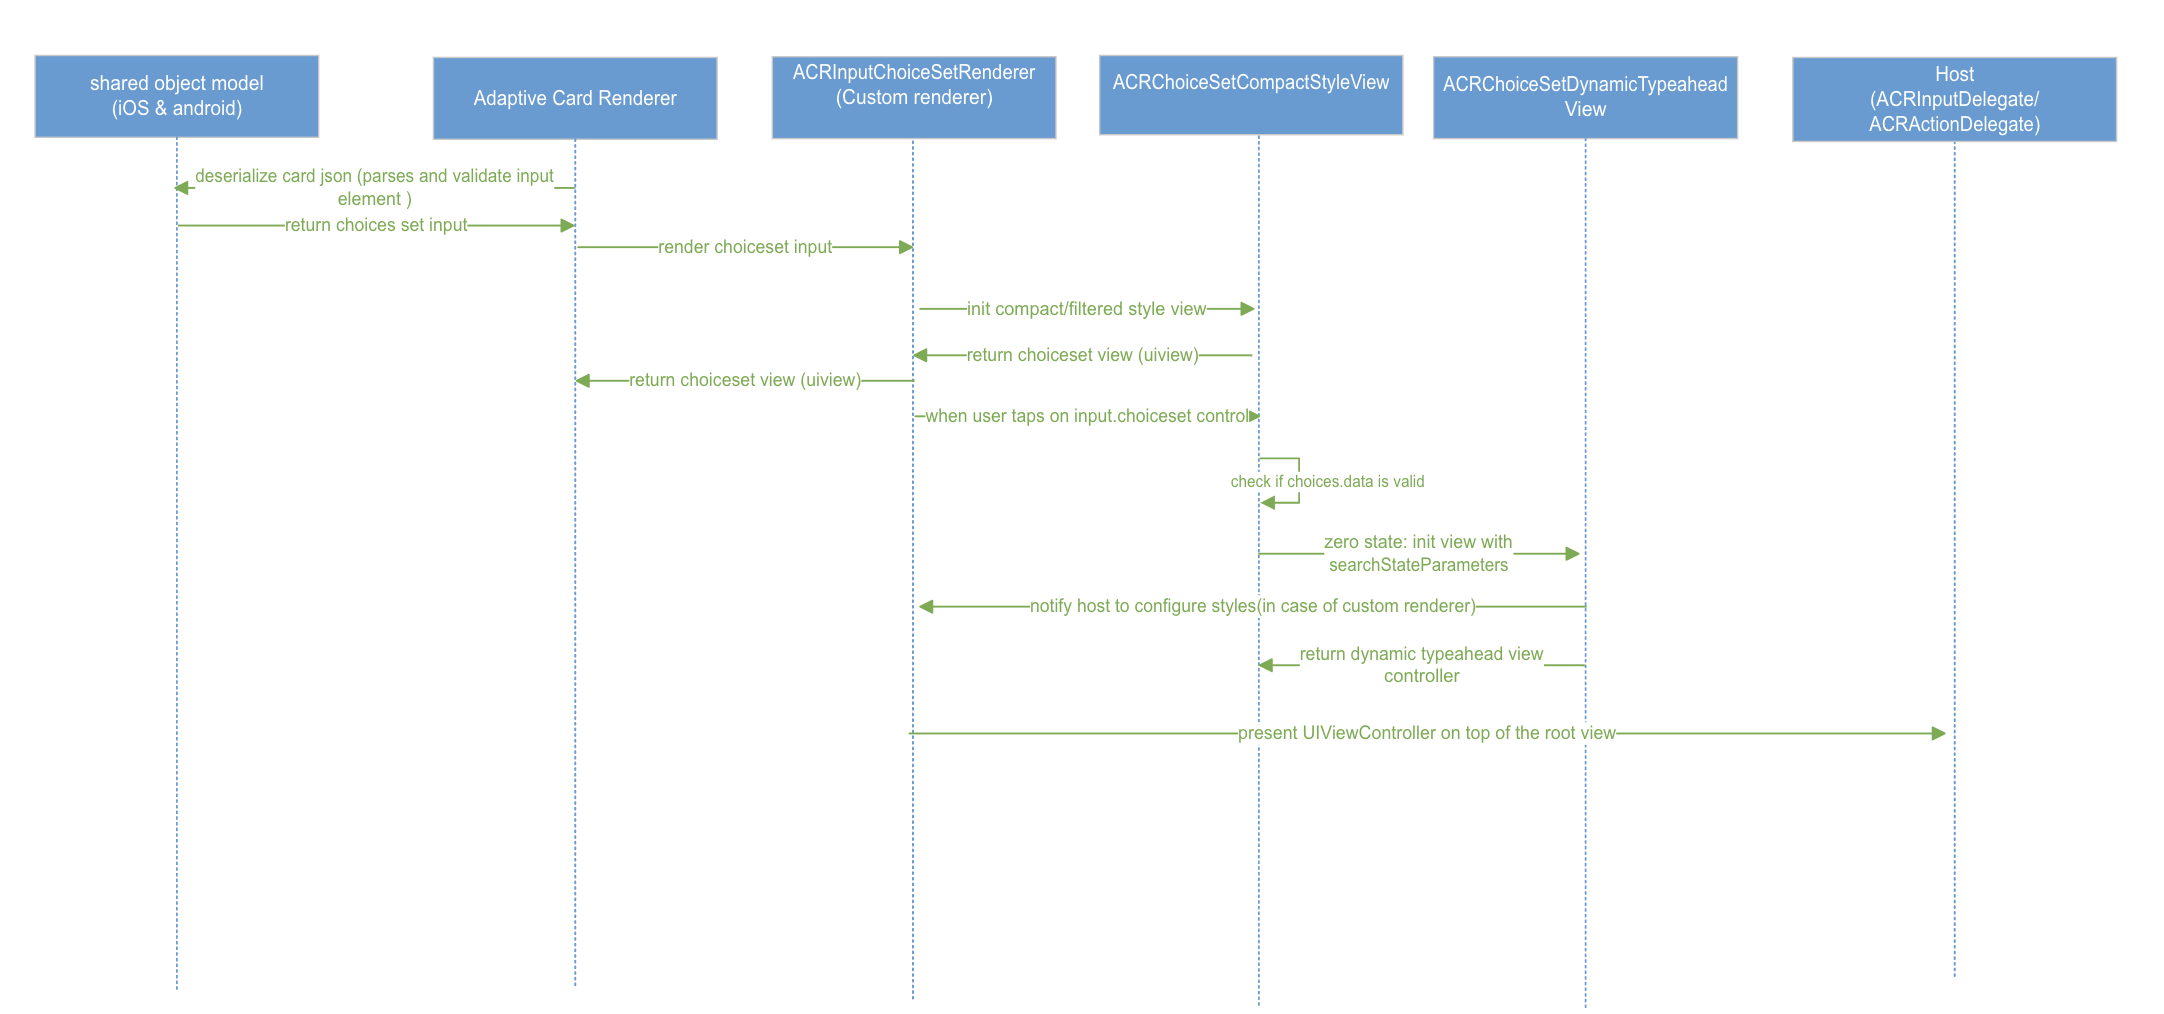 shared object model
(iOS & android)
Adaptive Card Renderer
ACRInputChoiceSetRenderer
(Custom renderer)
ACRChoiceSetCompactStyleView
ACRChoiceSetDynamicTypeahead
View
Host
(ACRInputDelegate/
ACRActionDelegate)
deserialize card json (parses and validate input
element )
return choices set input
render choiceset input
init compact/filtered style view
return choiceset view (uiview)
return choiceset view (uiview)
when user taps on input.choiceset control
check if choices.data is valid
zero state: init view with
searchStateParameters
notify host to configure styles(in case of custom renderer)
return dynamic typeahead view
controller
present UIViewController on top of the root view